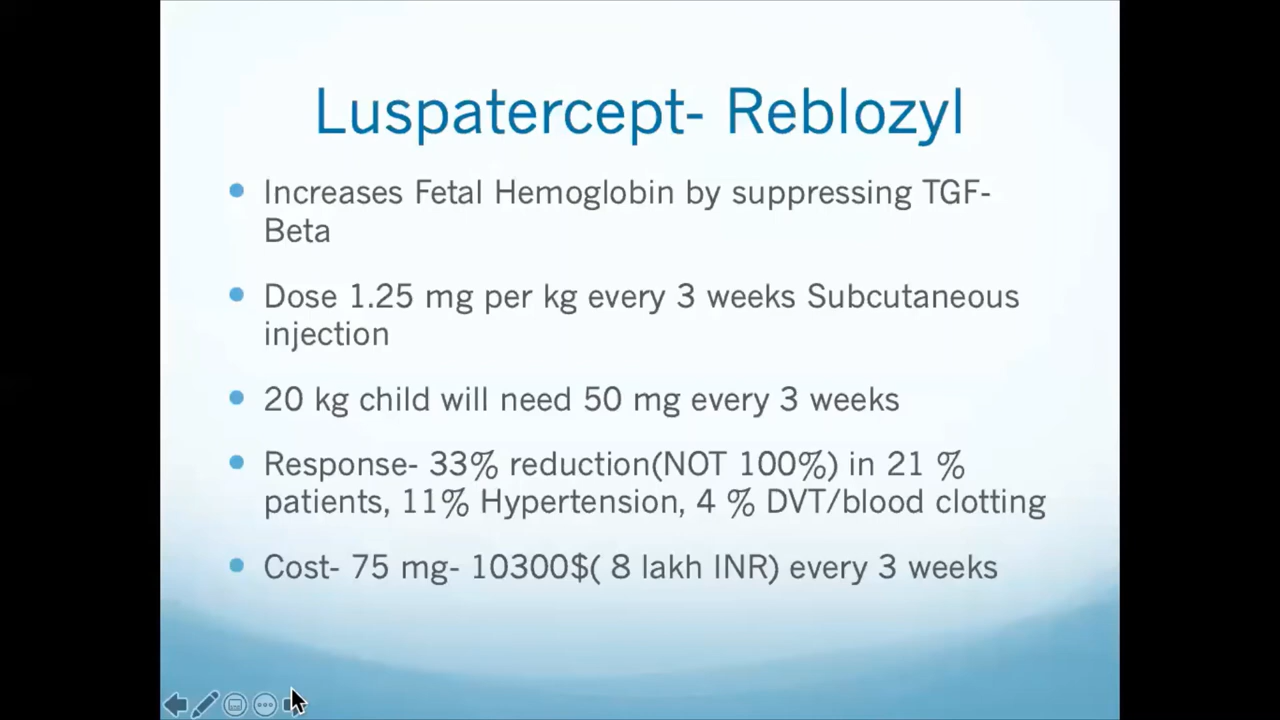 Luspatercept- Reblozyl
Increases Fetal Hemoglobin by suppressing TGF-
Beta
Dose 1.25 mg per kg every 3 weeks Subcutaneous
injection
20 kg child will need 50 mg every 3 weeks
Response- 33% reduction(NOT 100%) in 21 %
patients, 11% Hypertension, 4 % DVT/blood clotting
Cost- 75 mg- 10300$( 8 lakh INR) every 3 weeks